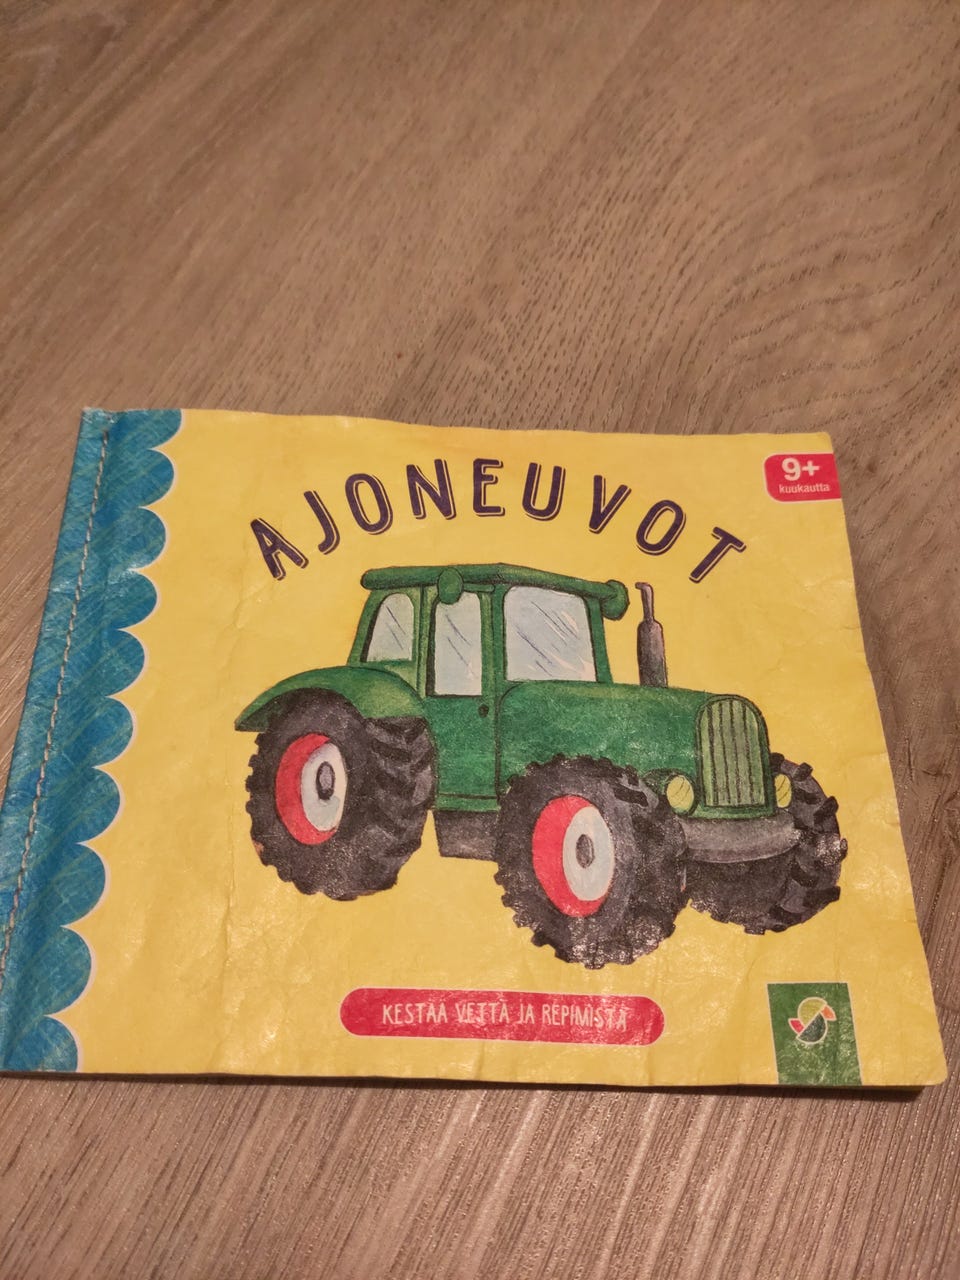 9+
kuukautta
AJONEUVOT
KESTÄÄ VETTÄ JA REPIMISTÄ